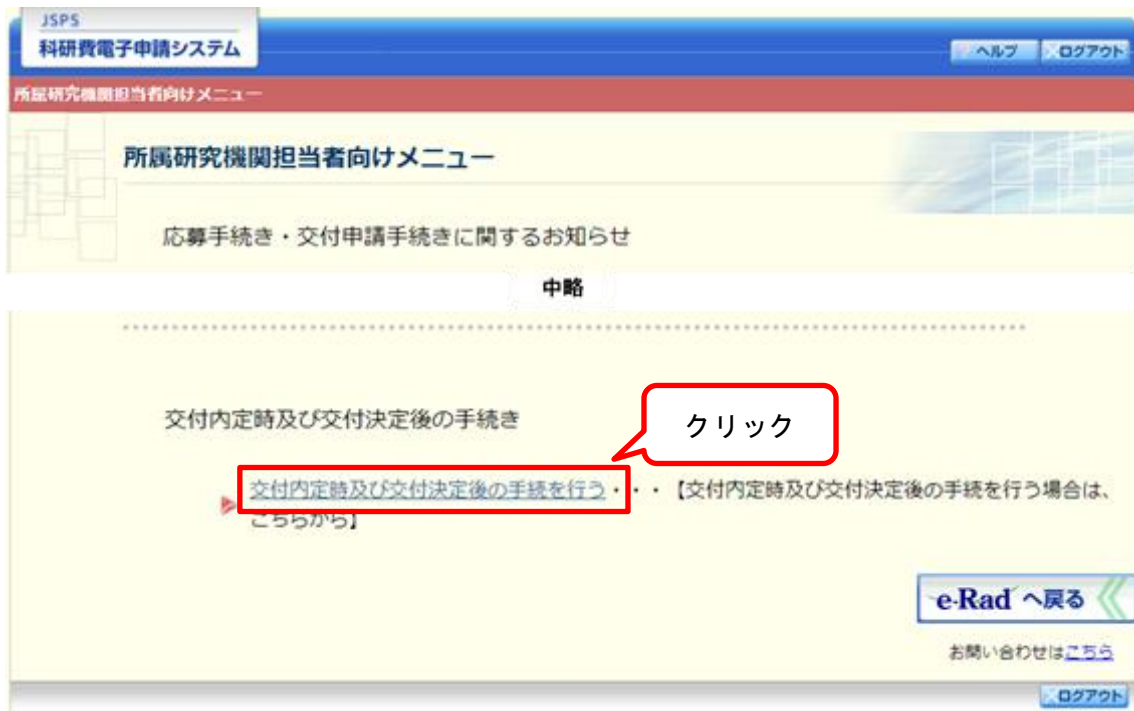 JSPS
科研費電子申請システム
ヘルプ
ログアウト
所属研究機関担当者向けメニュー
所属研究機関担当者向けメニュー
応募手続き・交付申請手続きに関するお知らせ
中略
交付内定時及び交付決定後の手続き
クリック
交付内定時及び交付決定後の手続を行う・・・【交付内定時及び交付決定後の手続を行う場合は、
こちらから】
e-Rad へ戻る
お問い合わせはこちら
ログアウト